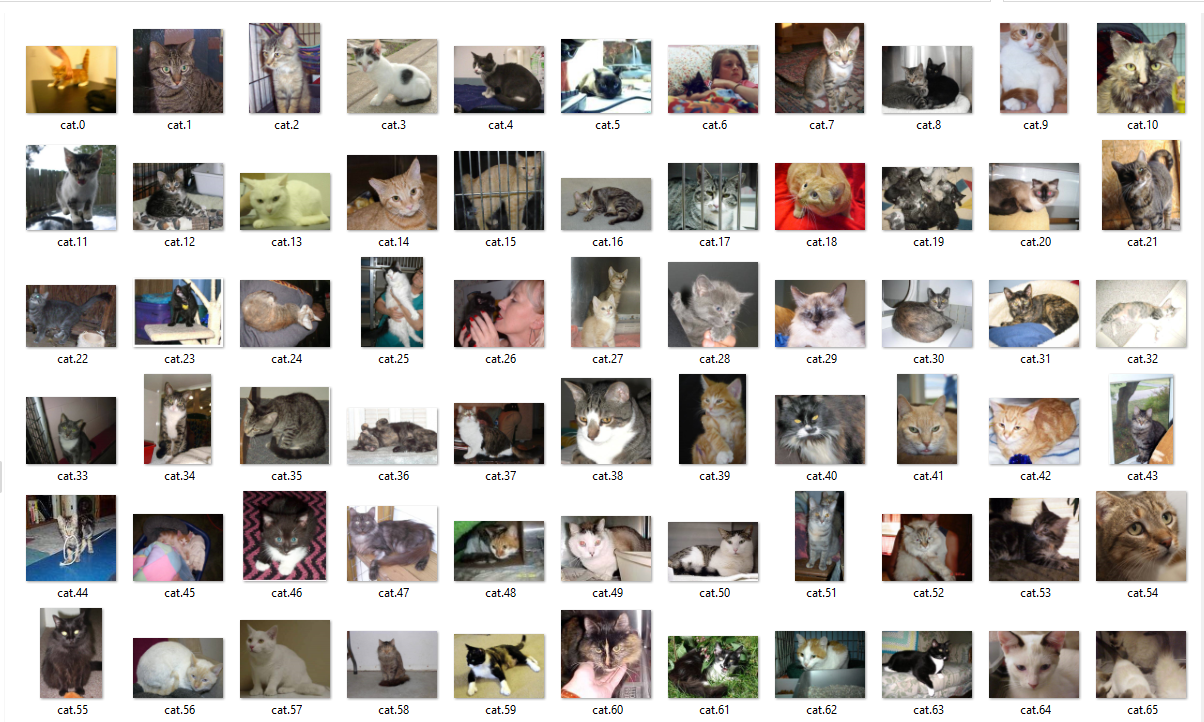 cat.0 cat.1 cat.2 cat.3 cat.4 cat.5 cat.6 cat.7 cat.8 cat.9 cat.10
cat.11 cat.12 cat.13 cat.14 cat.15 cat.16 cat.17 cat.18 cat.19 cat.20 cat.21
cat.22 cat.23 cat.24 cat.25 cat.26 cat.27 cat.28 cat.29 cat.30 cat.31 cat.32
cat.33 cat.34 cat.35 cat.36 cat.37 cat.38 cat.39 cat.40 cat.41 cat.42 cat.43
cat.44 cat.45 cat.46 cat.47 cat.48 cat.49 cat.50 cat.51 cat.52 cat.53 cat.54
cat.55 cat.56 cat.57 cat.58 cat.59 cat.60 cat.61 cat.62 cat.63 cat.64 cat.65